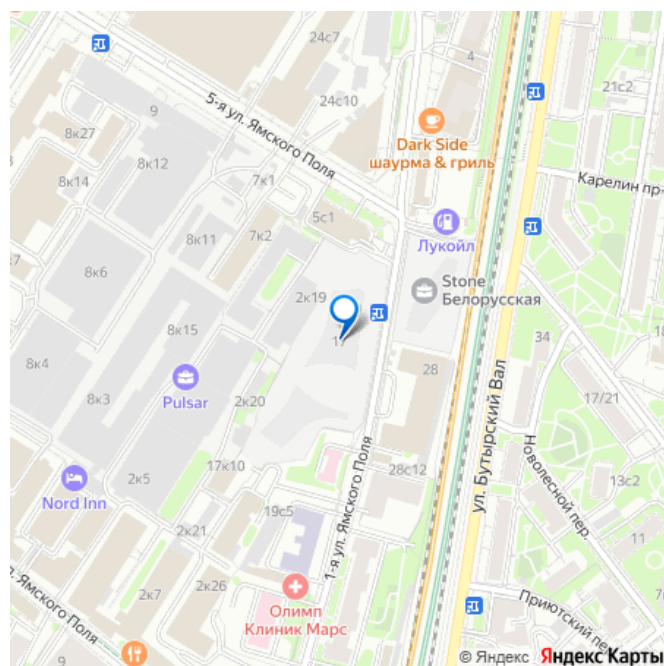 24с7
4
21с2
9
24с10
5-я ул. Ямского Поля
Dark Side
шаурма & гриль
8к27
8к12
8к14
7к1
Карелин пр-
5с1
8к11
7к2
Лукойл
8к6
2к19
Stone
Белорусская
8к15
17
34
8к4
28
17/21
Pulsar
8к3
2к20
ул. Бутырский Вал
Новолесной пер.
17к10
28с12
2к5
13с2
Nord Inn
19с5
1-я ул. Ямского Поля
2к21
11
2к7
2к26
Олимп
Клиник Марс
Приютский пе
л. Ямского Поля
9
© Яндекс Яндекс Карты